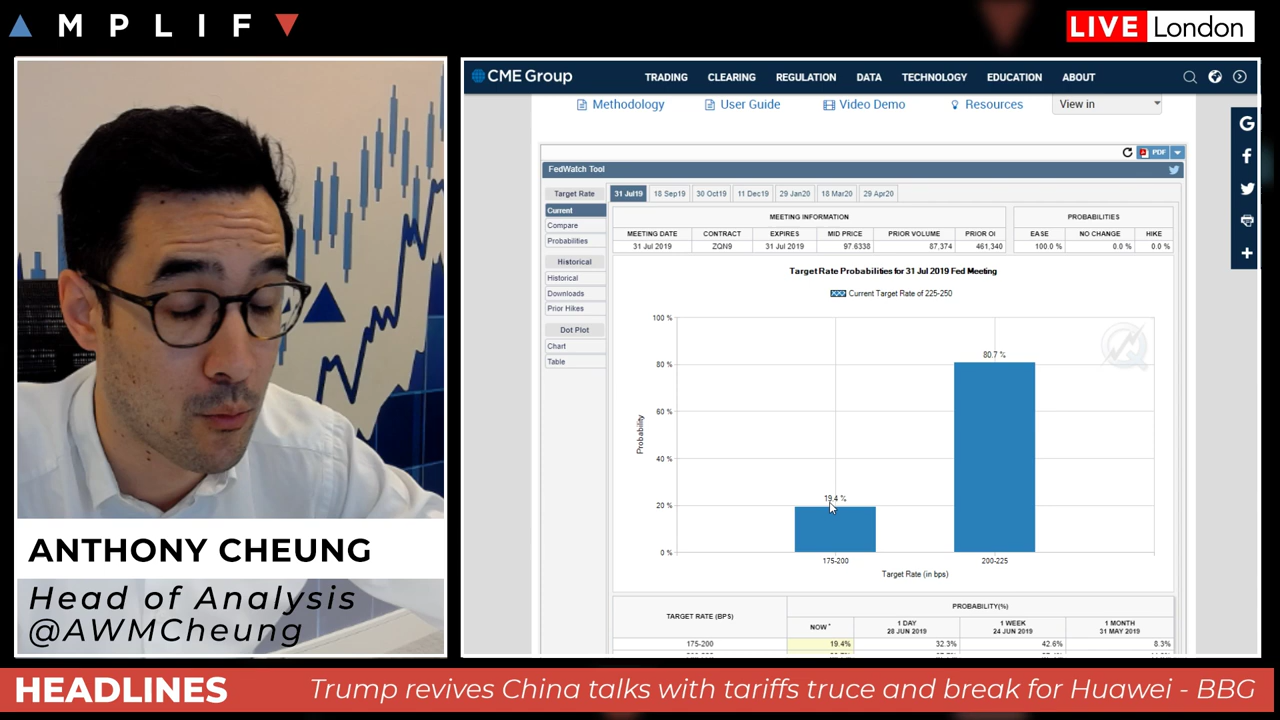 MPLIF
LIVE London
CME Group
TRADING CLEARING REGULATION DATA TECHNOLOGY EDUCATION ABOUT
Methodology User Guide Video Demo Resources View in
PDF
FedWatch Tool
Target Rate
Current
Compare
Probabilities
Historical
Historical
Downloads
Prior Hikes
Dot Plot
Chart
Table
31 Jul19 18 Sep19 30 Oct19 11 Dec19 29 Jan20 18 Mar20 29 Apr20
MEETING INFORMATION
MEETING DATE CONTRACT EXPIRES MID PRICE PRIOR VOLUME PRIOR OI
31 Jul 2019 ZQN9 31 Jul 2019 97.6338 87,374 461,340
PROBABILITIES
EASE NO CHANGE HIKE
100.0 % 0.0 % 0.0 %
Target Rate Probabilities for 31 Jul 2019 Fed Meeting
Current Target Rate of 225-250
Probability
100 %
80 %
60 %
40 %
20 %
0 %
80.7 %
19.4 %
175-200 200-225
Target Rate (in bps)
TARGET RATE (BPS) PROBABILITY(%)
NOW * 1 DAY 28 JUN 2019 1 WEEK 24 JUN 2019 1 MONTH 31 MAY 2019
175-200 19.4% 32.3% 42.6% 8.3%
ANTHONY CHEUNG
Head of Analysis
@AWMCheung
HEADLINES Trump revives China talks with tariffs truce and break for Huawei - BBG